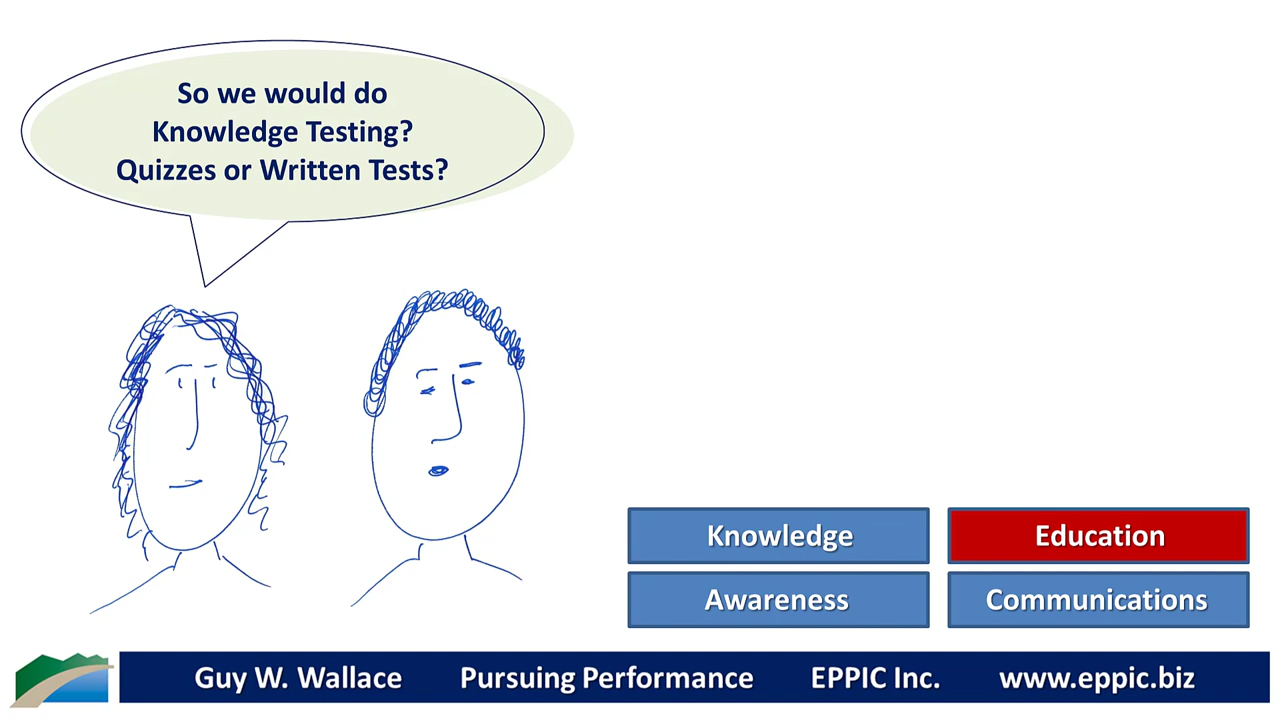 So we would do
Knowledge Testing?
Quizzes or Written Tests?
Knowledge
Education
Awareness
Communications
Guy W. Wallace Pursuing Performance EPPIC Inc. www.eppic.biz